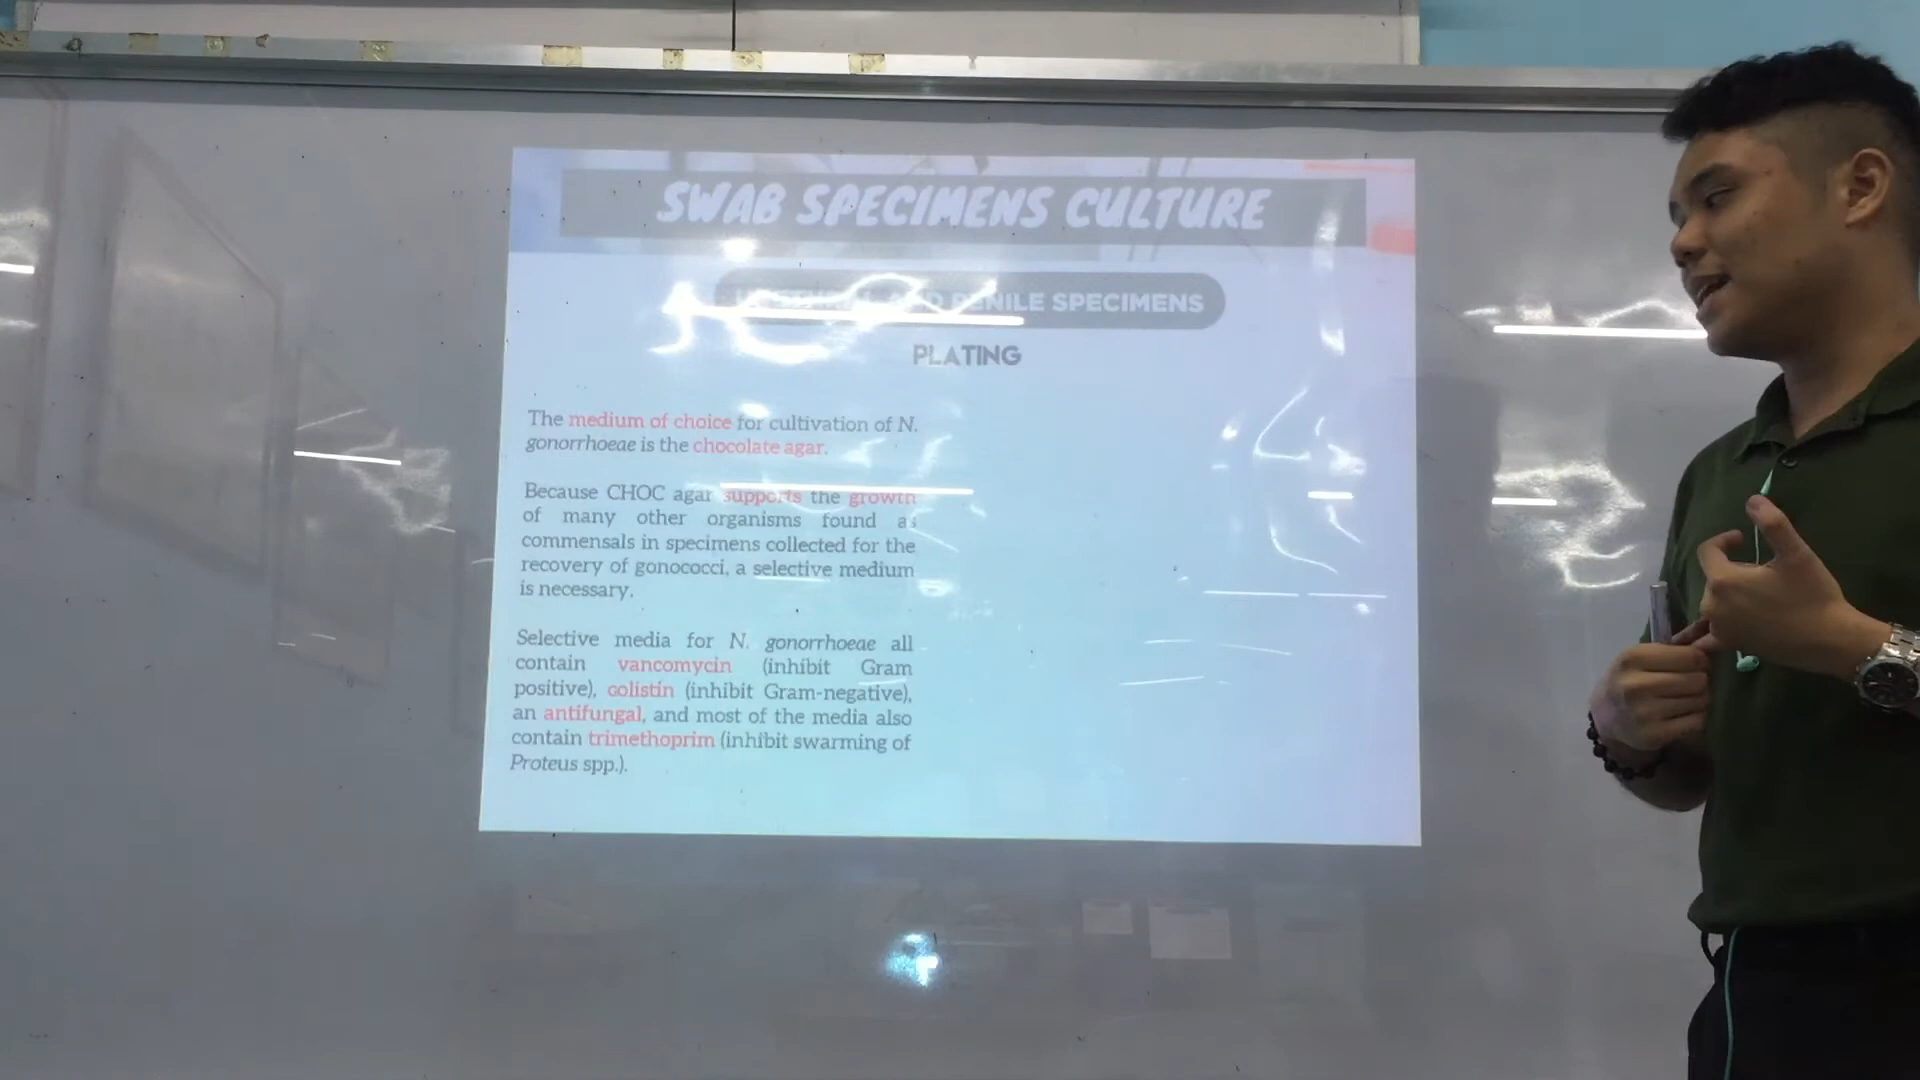 SWAB SPECIMENS CULTURE
PENILE SPECIMENS
PLATING
The medium of choice for cultivation of N.
gonorrhoeae is the chocolate agar.
Because CHOC agar supports the growth
of many other organisms found as
commensals in specimens collected for the
recovery of gonococci, a selective medium
is necessary.
Selective media for N. gonorrhoeae all
contain vancomycin (inhibit Gram
positive), colistin (inhibit Gram-negative),
an antifungal, and most of the media also
contain trimethoprim (inhibit swarming of
Proteus spp.).